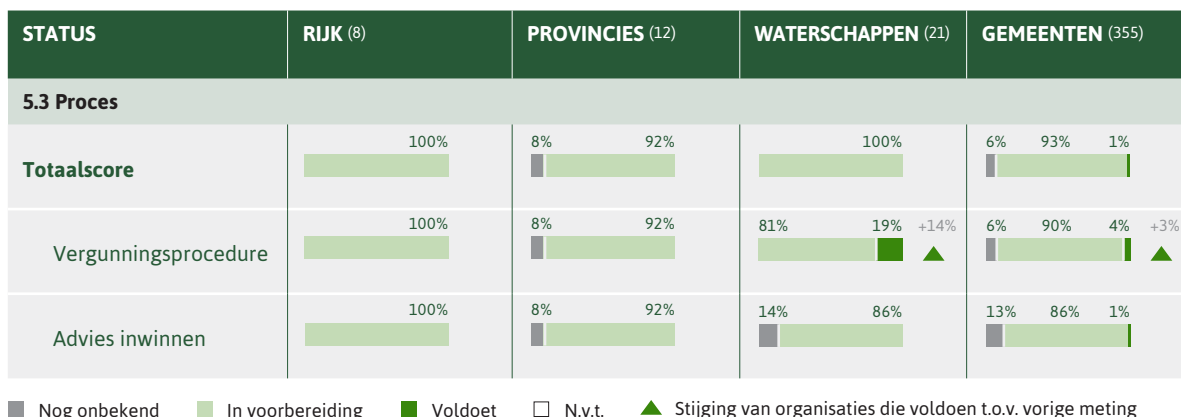 STATUS RIJK (8) PROVINCIES (12) WATERSCHAPPEN (21) GEMEENTEN (355)
5.3 Proces
100% 8% 92% 100% 6% 93% 1%
Totaalscore
100% 8% 92% 81% 19% +14% 6% 90% 4% +3%
Vergunningsprocedure
100% 8% 92% 14% 86% 13% 86% 1%
Advies inwinnen
Nog onbekend In voorbereiding Voldoet N.v.t. Stijging van organisaties die voldoen t.o.v. vorige meting